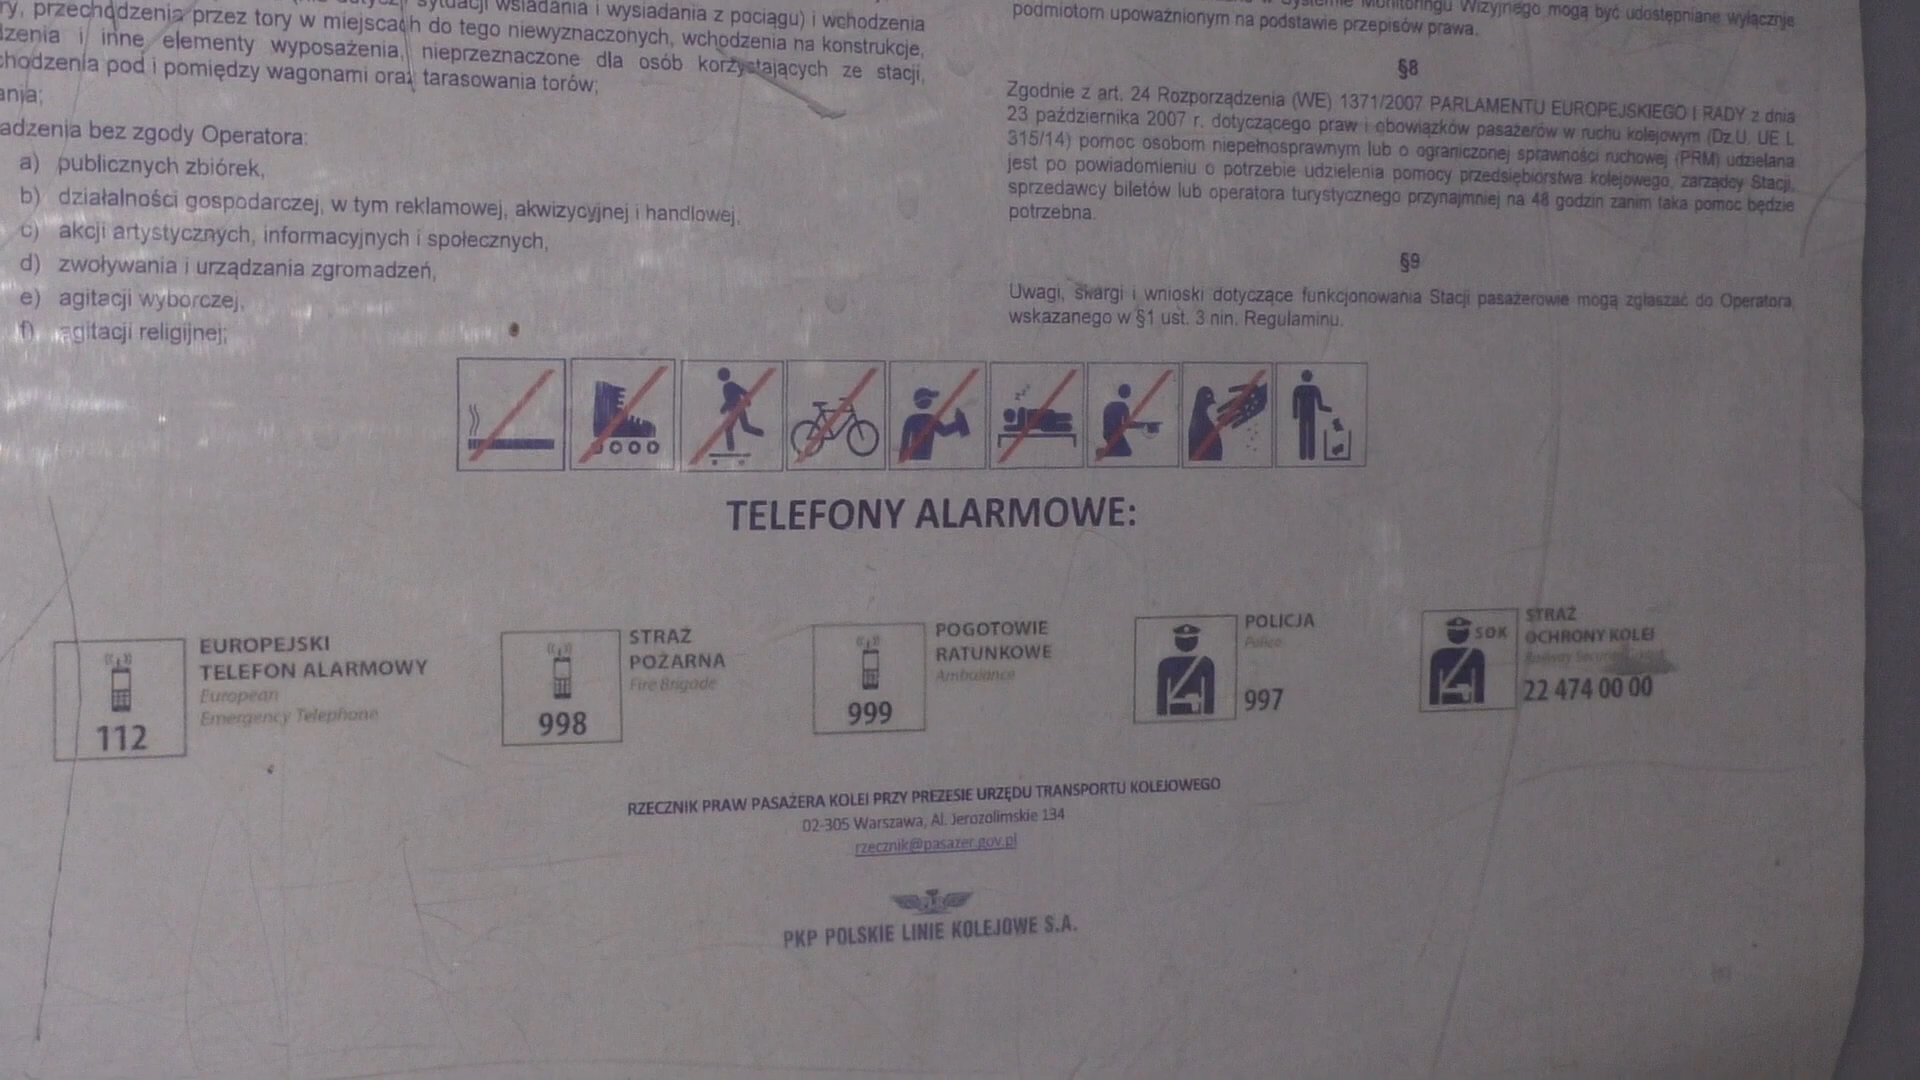 przechodzenia przez tory w miejscach do tego niewyznaczonych, wchodzenia na konstrukcje,
i inne elementy wyposażenia, nieprzeznaczone dla osób korzystających ze stacji,
pod i pomiędzy wagonami oraz tarasowania torów;
bez zgody Operatora:
a) publicznych zbiórek,
b) działalności gospodarczej, w tym reklamowej, akwizycyjnej i handlowej,
c) akcji artystycznych, informacyjnych i społecznych,
d) zwoływania i urządzania zgromadzeń,
e) agitacji wyborczej,
f) agitacji religijnej;
Wizyjnego mogą być udostępniane wyłącznie
podmiotom upoważnionym na podstawie przepisów prawa.
§8
Zgodnie z art. 24 Rozporządzenia (WE) 1371/2007 PARLAMENTU EUROPEJSKIEGO I RADY z dnia
23 października 2007 r. dotyczącego praw i obowiązków pasażerów w ruchu kolejowym (Dz.U. UE L
315/14) pomoc osobom niepełnosprawnym lub o ograniczonej sprawności ruchowej (PRM) udzielana
jest po powiadomieniu o potrzebie udzielenia pomocy przedsiębiorstwa kolejowego, zarządcy Stacji,
sprzedawcy biletów lub operatora turystycznego przynajmniej na 48 godzin zanim taka pomoc będzie
potrzebna.
§9
Uwagi, skargi i wnioski dotyczące funkcjonowania Stacji pasażerowie mogą zgłaszać do Operatora
wskazanego w §1 ust. 3 nin. Regulaminu.
TELEFONY ALARMOWE:
112
EUROPEJSKI
TELEFON ALARMOWY
European
Emergency Telephone
998
STRAŻ
POŻARNA
Fire Brigade
999
POGOTOWIE
RATUNKOWE
Ambulance
POLICJA
Police
997
SOK
STRAŻ
OCHRONY KOLEI
Railway
22 474 00 00
RZECZNIK PRAW PASAŻERA KOLEI PRZY PREZESIE URZĘDU TRANSPORTU KOLEJOWEGO
02-305 Warszawa, Al. Jerozolimskie 134
rzecznik@pasazer.gov.pl
PKP POLSKIE LINIE KOLEJOWE S.A.